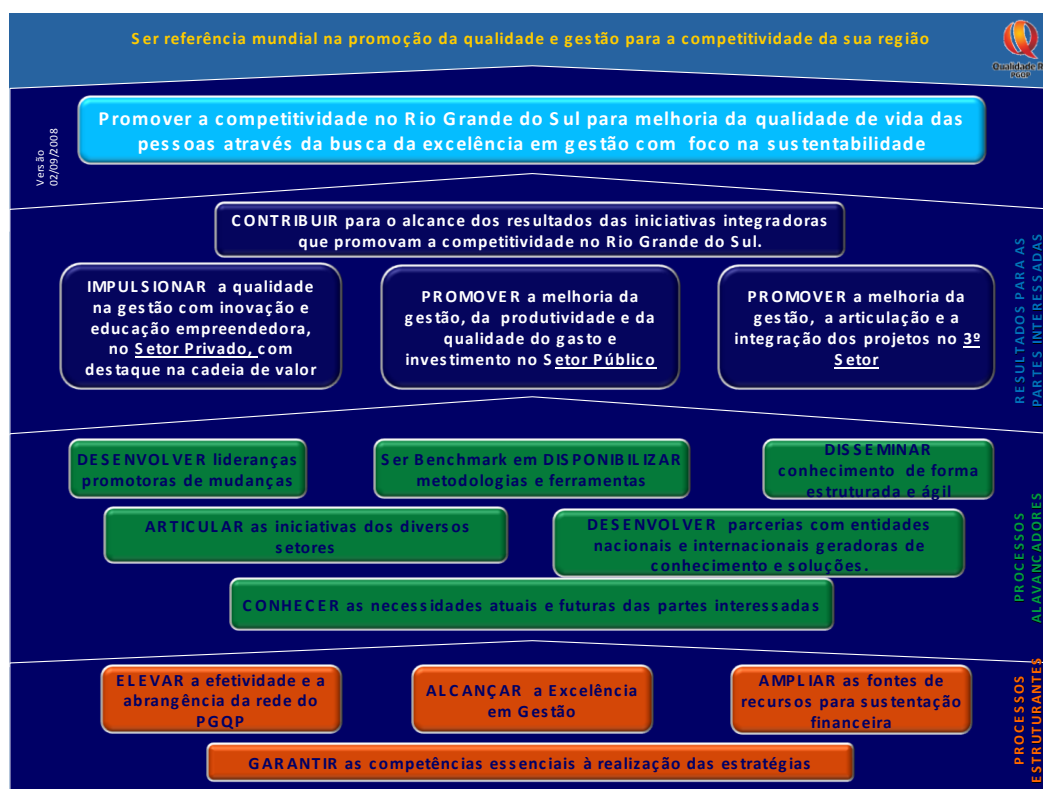 Ser referência mundial na promoção da qualidade e gestão para a competitividade da sua região
Qualidade R
PGQP
Versão
02/09/2008
Promover a competitividade no Rio Grande do Sul para melhoria da qualidade de vida das
pessoas através da busca da excelência em gestão com foco na sustentabilidade
CONTRIBUIR para o alcance dos resultados das iniciativas integradoras
que promovam a competitividade no Rio Grande do Sul.
IMPULSIONAR a qualidade
na gestão com inovação e
educação empreendedora,
no Setor Privado, com
destaque na cadeia de valor
PROMOVER a melhoria da
gestão, da produtividade e da
qualidade do gasto e
investimento no Setor Público
PROMOVER a melhoria da
gestão, a articulação e a
integração dos projetos no 3º
Setor
RESULTADOS PARA AS
PARTES INTERESSADAS
DESENVOLVER lideranças
promotoras de mudanças
Ser Benchmark em DISPONIBILIZAR
metodologias e ferramentas
DISSEMINAR
conhecimento de forma
estruturada e ágil
ARTICULAR as iniciativas dos diversos
setores
DESENVOLVER parcerias com entidades
nacionais e internacionais geradoras de
conhecimento e soluções.
CONHECER as necessidades atuais e futuras das partes interessadas
PROCESSOS
ALAVANCADORES
ELEVAR a efetividade e a
abrangência da rede do
PGQP
ALCANÇAR a Excelência
em Gestão
AMPLIAR as fontes de
recursos para sustentação
financeira
GARANTIR as competências essenciais à realização das estratégias
PROCESSOS
ESTRUTURANTES